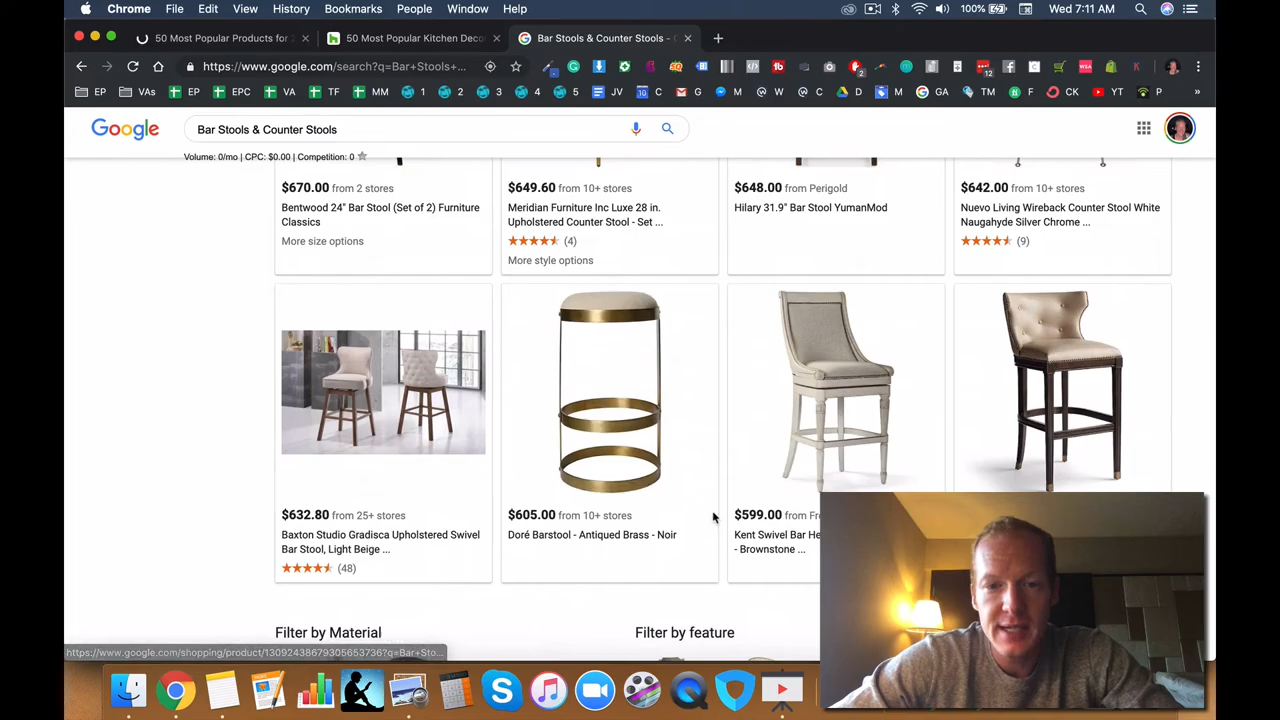 Chrome File Edit View History Bookmarks People Window Help 100% Wed 7:11 AM
50 Most Popular Products for 50 Most Popular Kitchen Deco Bar Stools & Counter Stools - G
https://www.google.com/search?q=Bar+Stools+...
EP VAs EP EPC VA TF MM 1 2 3 4 5 JV C G M W W D M GA TM F CK YT P »
Google Bar Stools & Counter Stools
Volume: 0/mo | CPC: $0.00 | Competition: 0
$670.00 from 2 stores
Bentwood 24" Bar Stool (Set of 2) Furniture
Classics
More size options
$649.60 from 10+ stores
Meridian Furniture Inc Luxe 28 in.
Upholstered Counter Stool - Set ...
(4)
More style options
$648.00 from Perigold
Hilary 31.9" Bar Stool YumanMod
$642.00 from 10+ stores
Nuevo Living Wireback Counter Stool White
Naugahyde Silver Chrome ...
(9)
$632.80 from 25+ stores
Baxton Studio Gradisca Upholstered Swivel
Bar Stool, Light Beige ...
(48)
$605.00 from 10+ stores
Doré Barstool - Antiqued Brass - Noir
$599.00 from Fr
Kent Swivel Bar He
- Brownstone ...
Filter by Material Filter by feature
https://www.google.com/shopping/product/13092438679305653736?q=Bar+Sto...